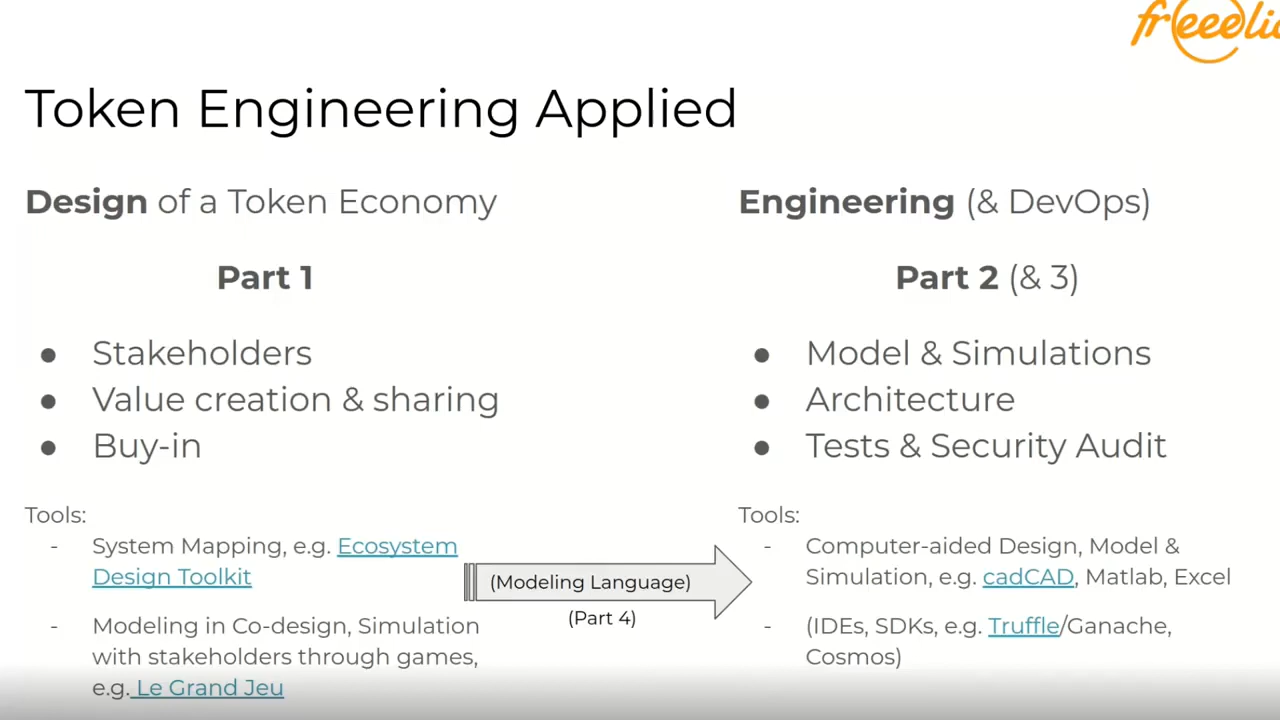 Token Engineering Applied
Design of a Token Economy
Part 1
● Stakeholders
● Value creation & sharing
● Buy-in
Tools:
- System Mapping, e.g. Ecosystem
Design Toolkit
- Modeling in Co-design, Simulation
with stakeholders through games,
e.g. Le Grand Jeu
(Modeling Language)
(Part 4)
Engineering (& DevOps)
Part 2 (& 3)
● Model & Simulations
● Architecture
● Tests & Security Audit
Tools:
- Computer-aided Design, Model &
Simulation, e.g. cadCAD, Matlab, Excel
- (IDEs, SDKs, e.g. Truffle/Ganache,
Cosmos)